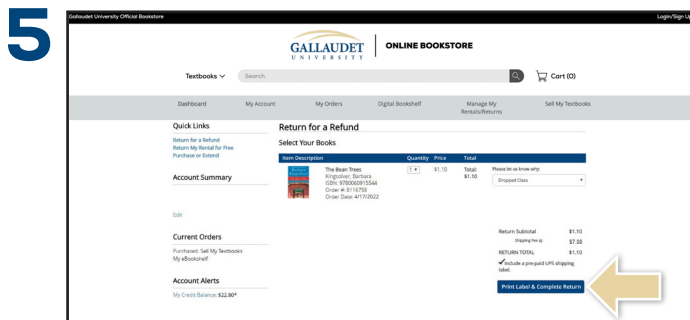 5
Gallaudet University Official Bookstore
Login/Sign Up
GALLAUDET
UNIVERSITY
ONLINE BOOKSTORE
Textbooks
Search
Cart (0)
Dashboard My Account My Orders Digital Bookshelf Manage My Rentals/Returns Sell My Textbooks
Quick Links
Return for a Refund
Return My Rental for Free
Purchase or Extend
Account Summary
Edit
Current Orders
Purchased: Sell My Textbooks
My eBookshelf
Account Alerts
My Credit Balance: $22.80*
Return for a Refund
Select Your Books
Item Description Quantity Price Total
The Bean Trees 1 $1.10 Total: Please let us know why:
Kingsolver, Barbara $1.10 Dropped Class
ISBN: 9780060915544
Order #: 8116758
Order Date: 4/17/2022
Return Subtotal $1.10
Shipping Fee $7.00
RETURN TOTAL $1.10
Include a pre-paid UPS shipping
label.
Print Label & Complete Return